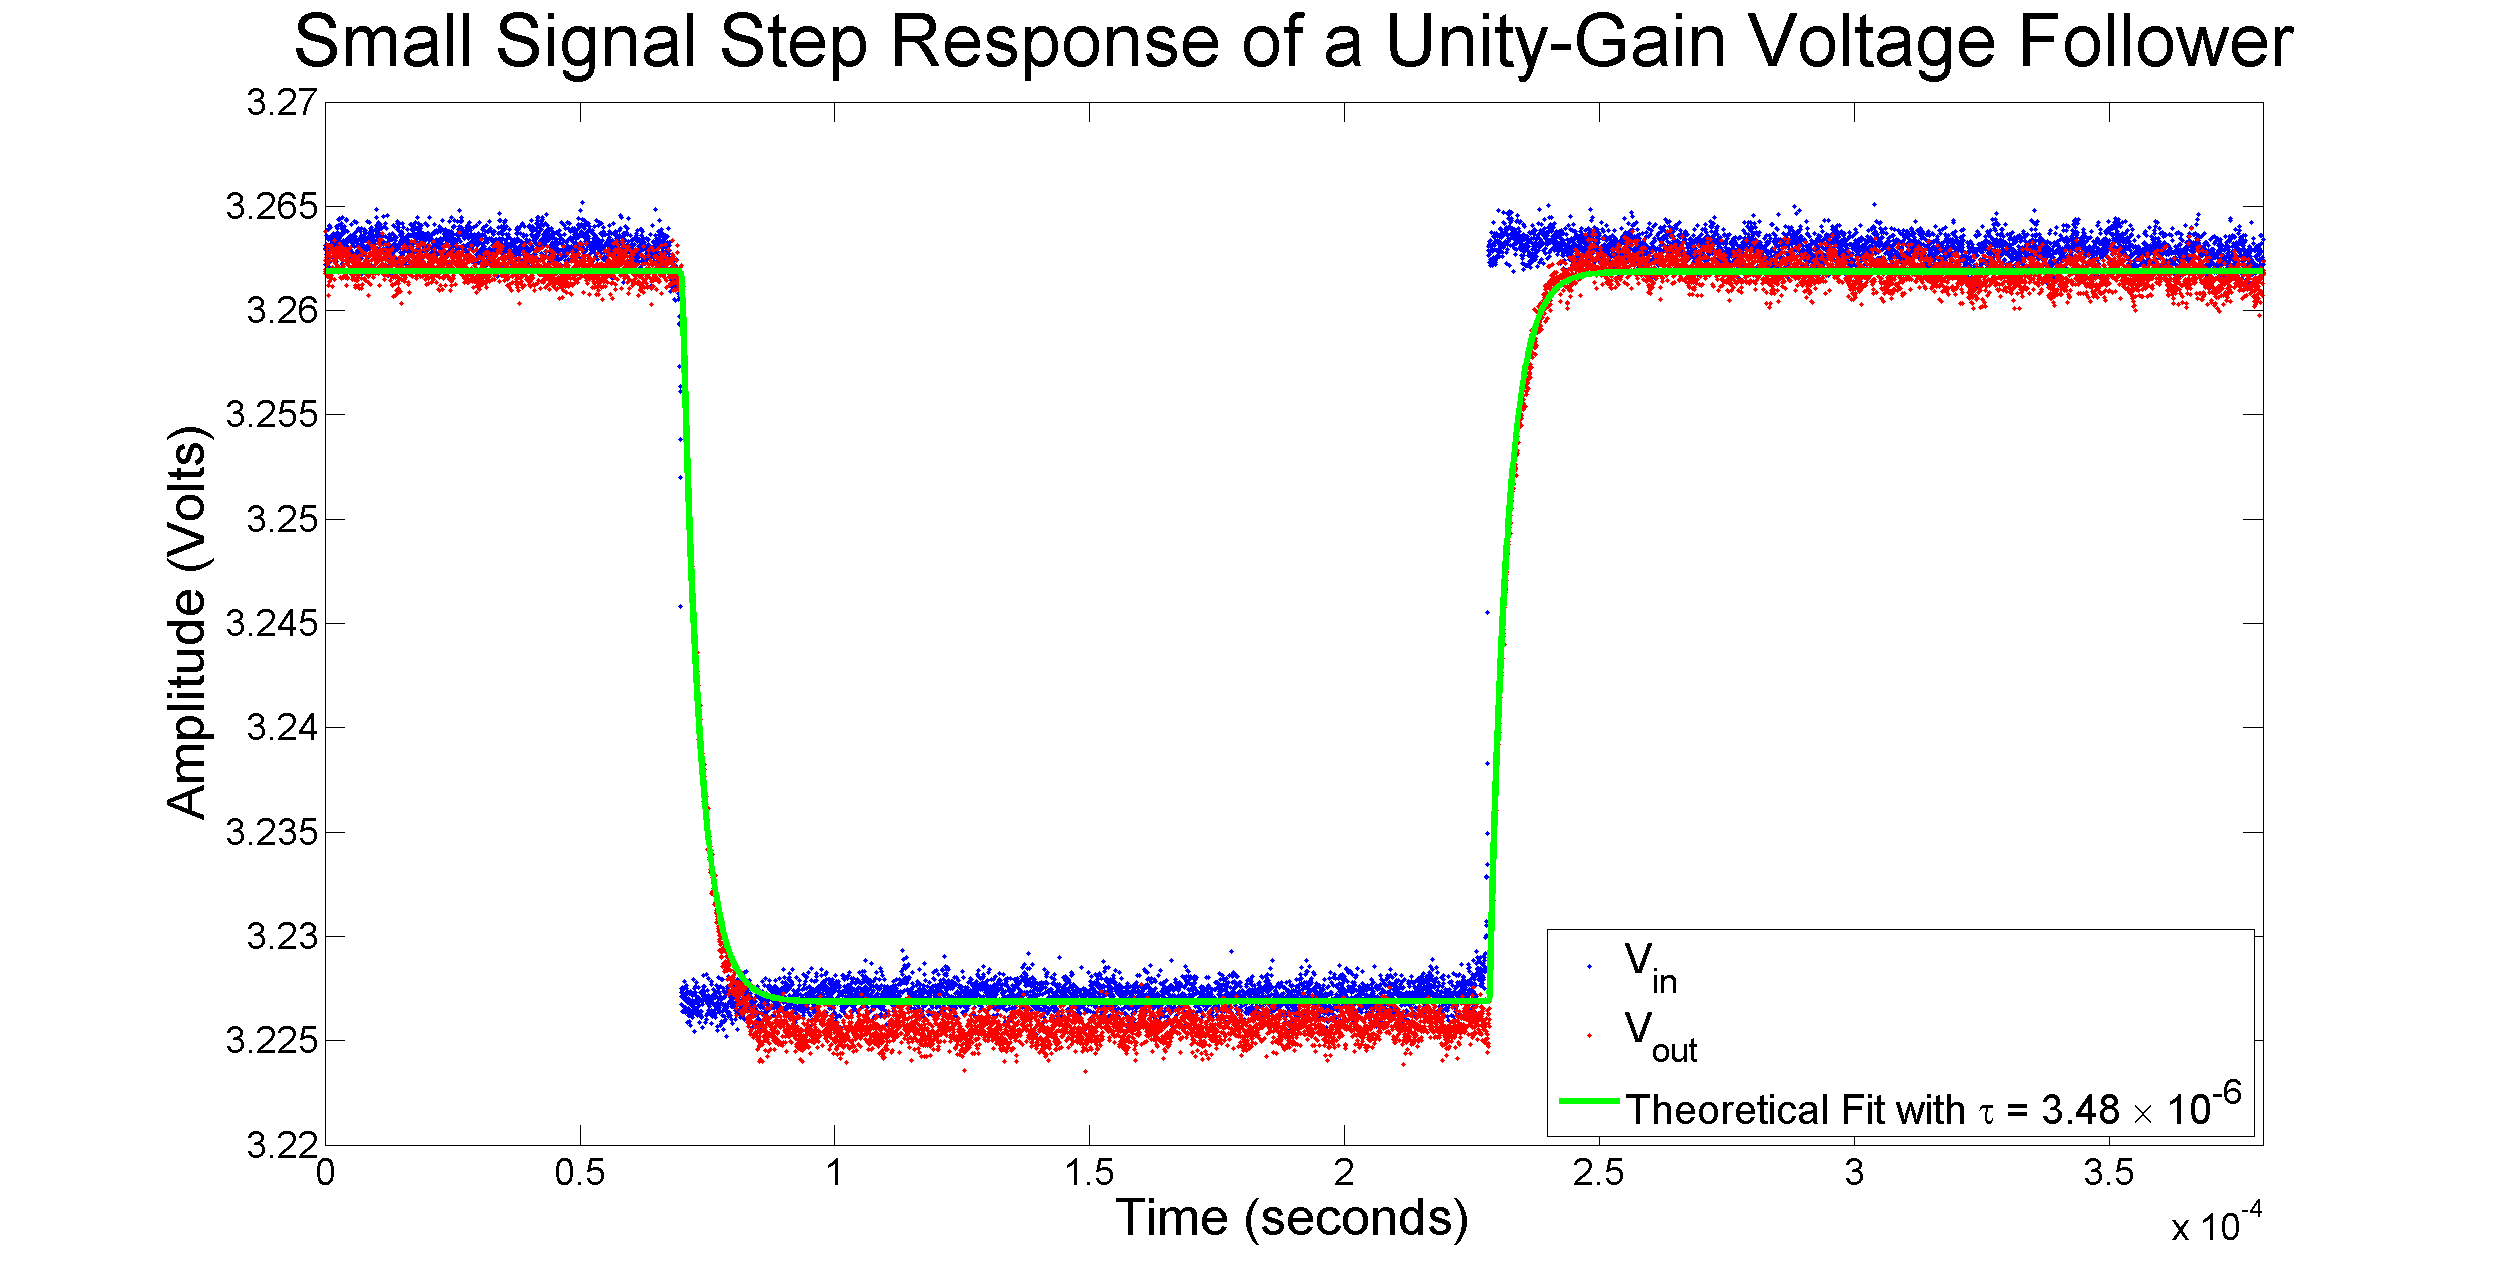 Small Signal Step Response of a Unity-Gain Voltage Follower
3.27
3.265
3.26
3.255
3.25
3.245
3.24
3.235
3.23
3.225
3.22
Amplitude (Volts)
0 0.5 1 1.5 2 2.5 3 3.5
Time (seconds)
x 10-4
Vin
Vout
Theoretical Fit with τ = 3.48 × 10-6